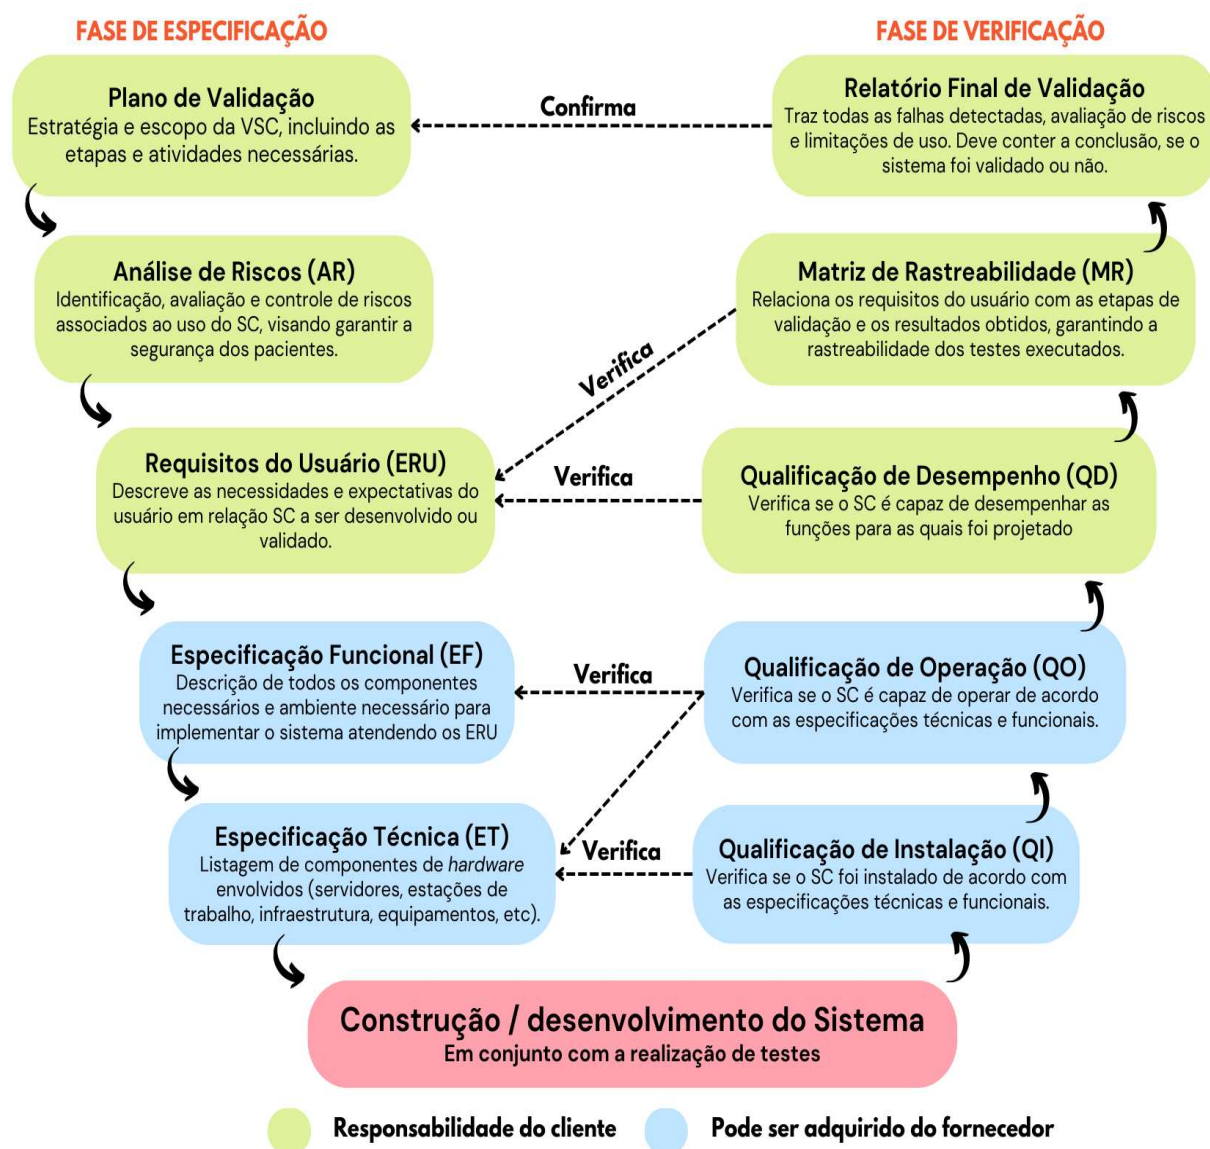 FASE DE ESPECIFICAÇÃO
Plano de Validação
Estratégia e escopo da VSC, incluindo as
etapas e atividades necessárias.
Análise de Riscos (AR)
Identificação, avaliação e controle de riscos
associados ao uso do SC, visando garantir a
segurança dos pacientes.
Requisitos do Usuário (ERU)
Descreve as necessidades e expectativas do
usuário em relação SC a ser desenvolvido ou
validado.
Especificação Funcional (EF)
Descrição de todos os componentes
necessários e ambiente necessário para
implementar o sistema atendendo os ERU
Especificação Técnica (ET)
Listagem de componentes de hardware
envolvidos (servidores, estações de
trabalho, infraestrutura, equipamentos, etc).
Construção / desenvolvimento do Sistema
Em conjunto com a realização de testes
FASE DE VERIFICAÇÃO
Relatório Final de Validação
Traz todas as falhas detectadas, avaliação de riscos
e limitações de uso. Deve conter a conclusão, se o
sistema foi validado ou não.
Matriz de Rastreabilidade (MR)
Relaciona os requisitos do usuário com as etapas de
validação e os resultados obtidos, garantindo a
rastreabilidade dos testes executados.
Qualificação de Desempenho (QD)
Verifica se o SC é capaz de desempenhar as
funções para as quais foi projetado
Qualificação de Operação (QO)
Verifica se o SC é capaz de operar de acordo
com as especificações técnicas e funcionais.
Qualificação de Instalação (QI)
Verifica se o SC foi instalado de acordo com
as especificações técnicas e funcionais.
Confirma
Verifica
Verifica
Verifica
Verifica
Responsabilidade do cliente
Pode ser adquirido do fornecedor